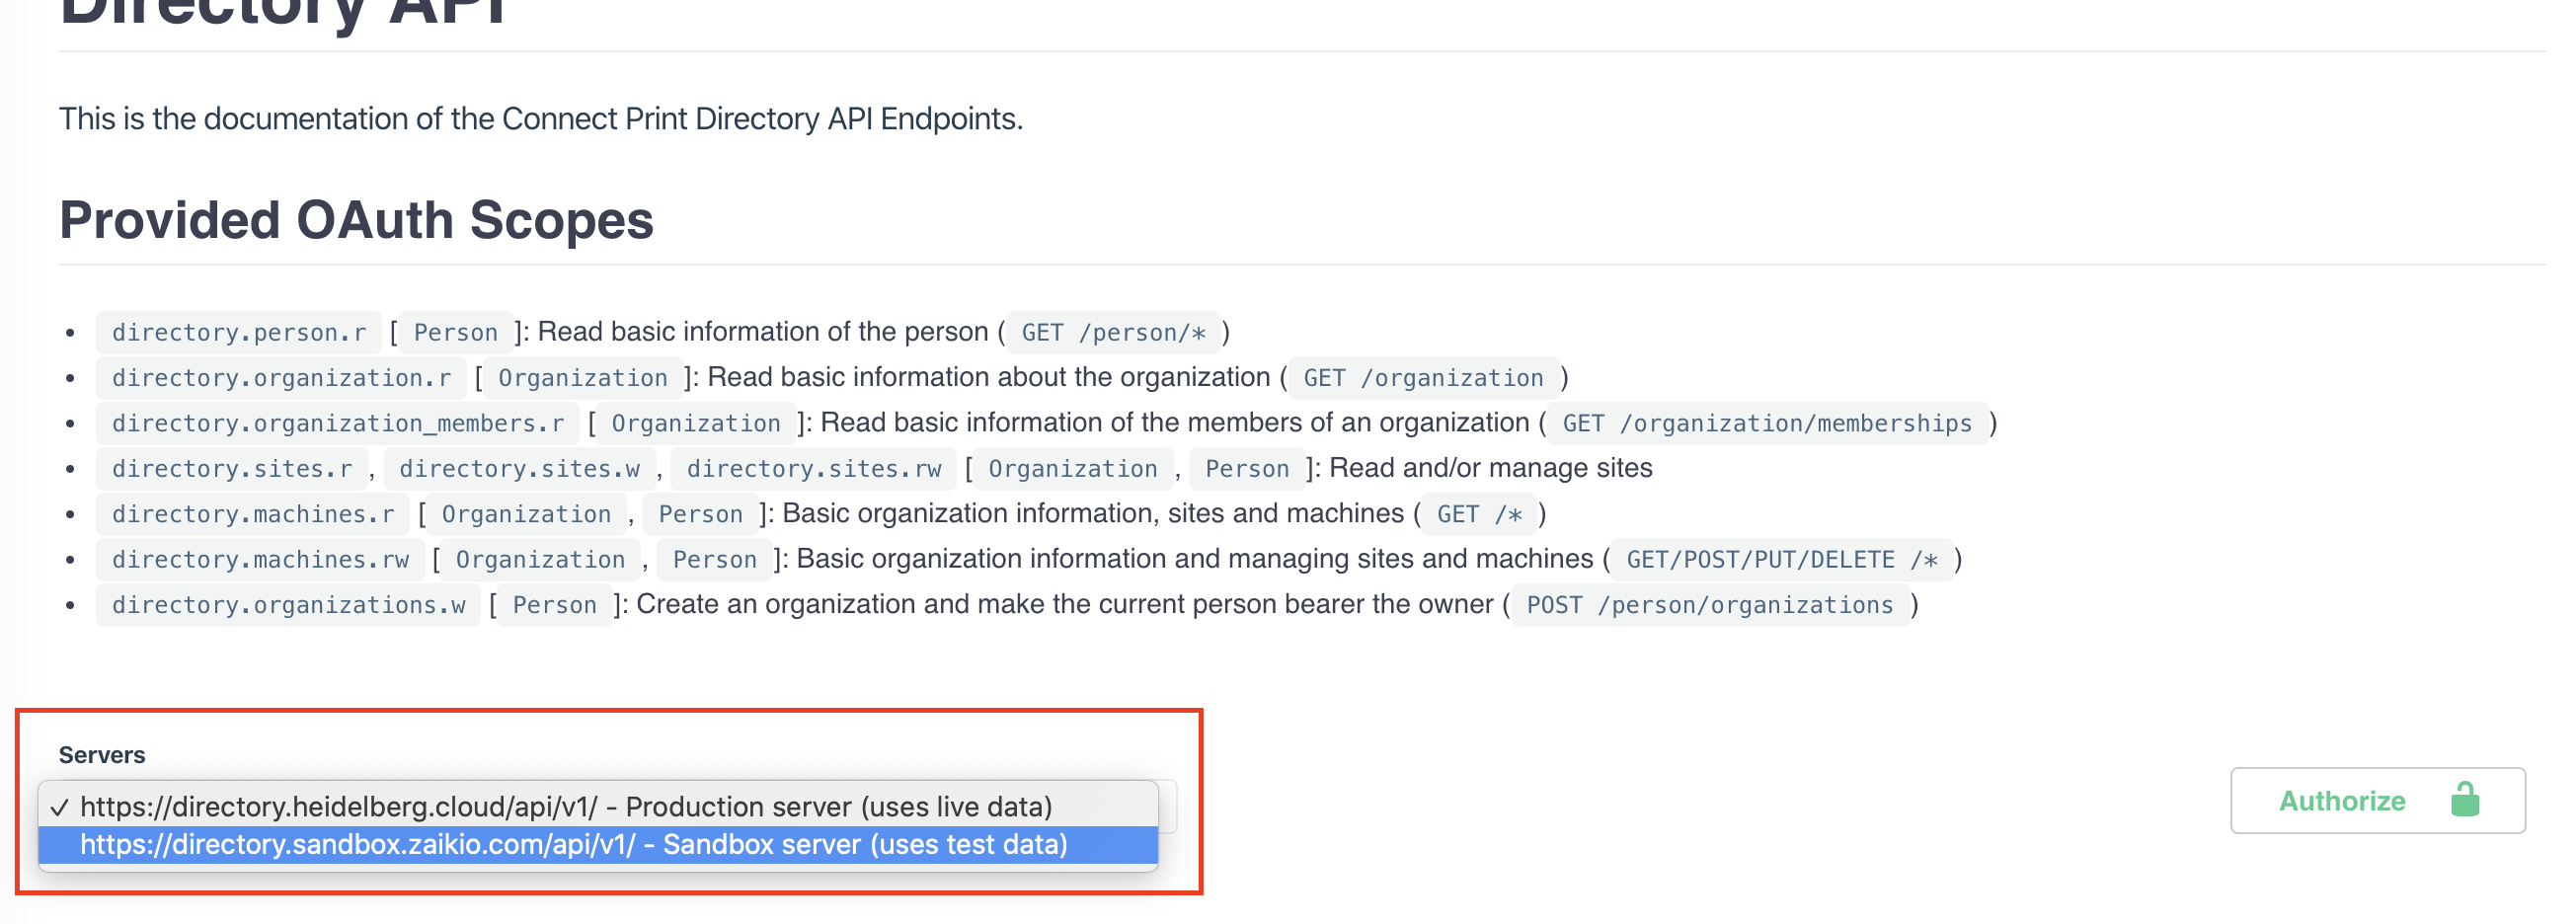 Directory API
This is the documentation of the Connect Print Directory API Endpoints.
Provided OAuth Scopes
• directory.person.r [ Person ]: Read basic information of the person ( GET /person/* )
• directory.organization.r [ Organization ]: Read basic information about the organization ( GET /organization )
• directory.organization_members.r [ Organization ]: Read basic information of the members of an organization ( GET /organization/memberships )
• directory.sites.r , directory.sites.w , directory.sites.rw [ Organization , Person ]: Read and/or manage sites
• directory.machines.r [ Organization , Person ]: Basic organization information, sites and machines ( GET /* )
• directory.machines.rw [ Organization , Person ]: Basic organization information and managing sites and machines ( GET/POST/PUT/DELETE /* )
• directory.organizations.w [ Person ]: Create an organization and make the current person bearer the owner ( POST /person/organizations )
Servers
✓ https://directory.heidelberg.cloud/api/v1/ - Production server (uses live data)
https://directory.sandbox.zaikio.com/api/v1/ - Sandbox server (uses test data)
Authorize